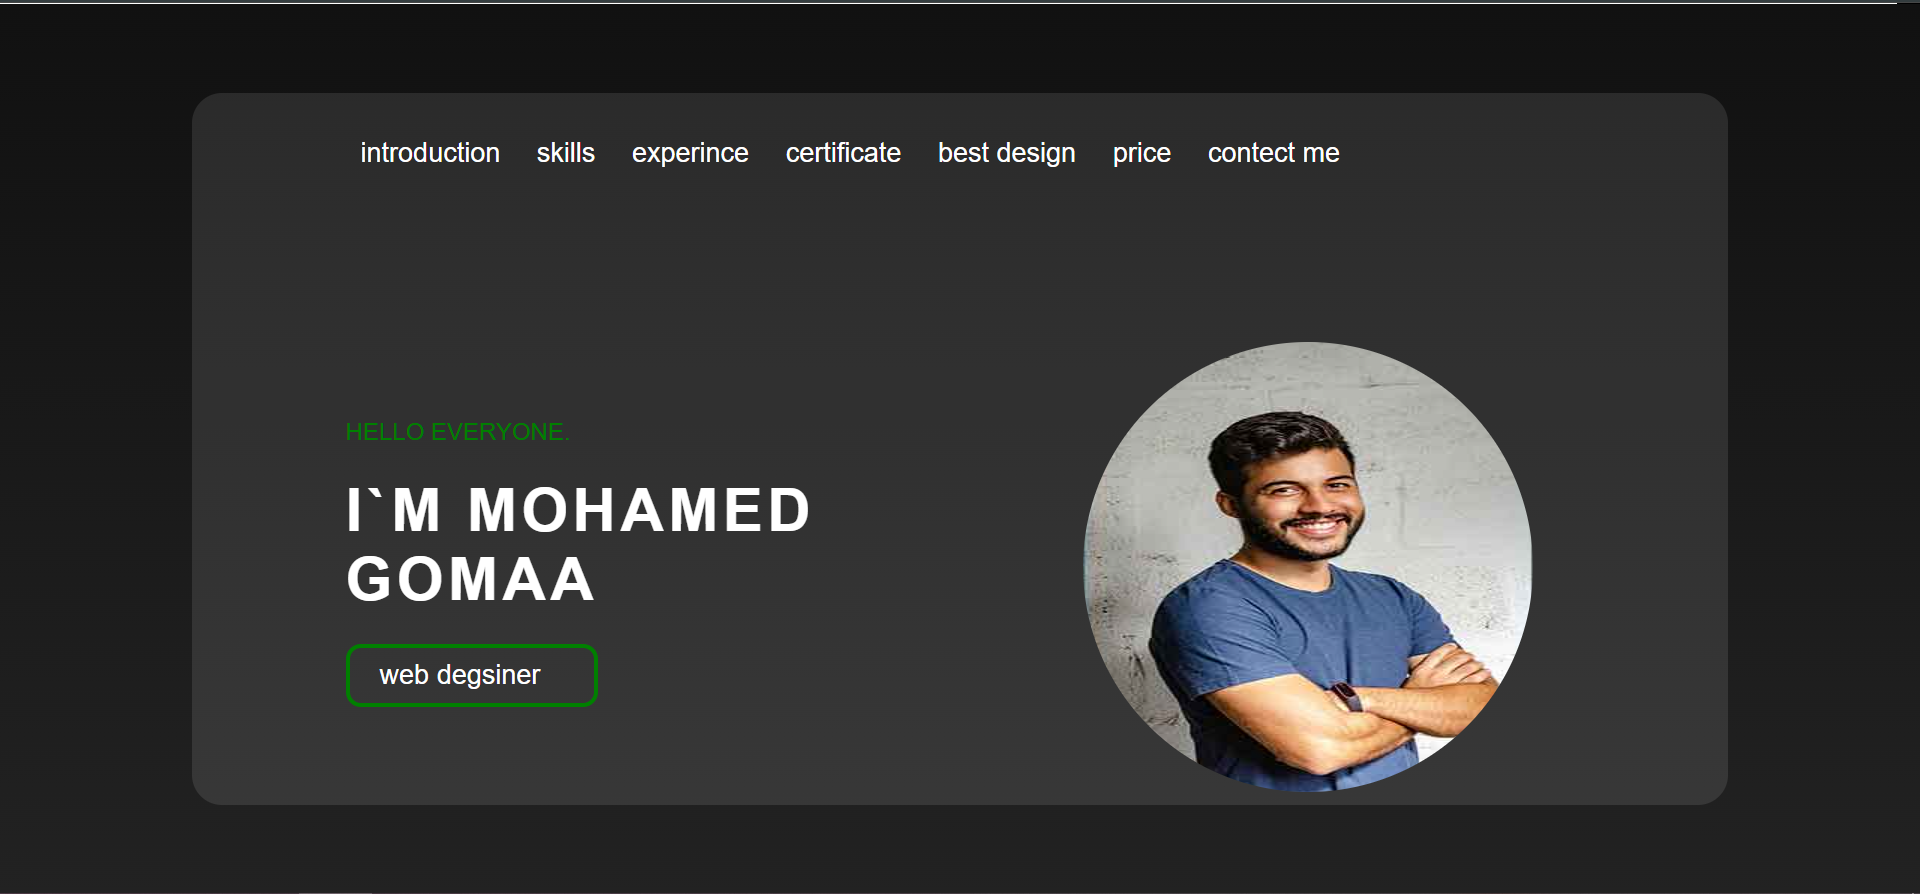 introduction skills experince certificate best design price contect me
HELLO EVERYONE.
I`M MOHAMED
GOMAA
web degsiner